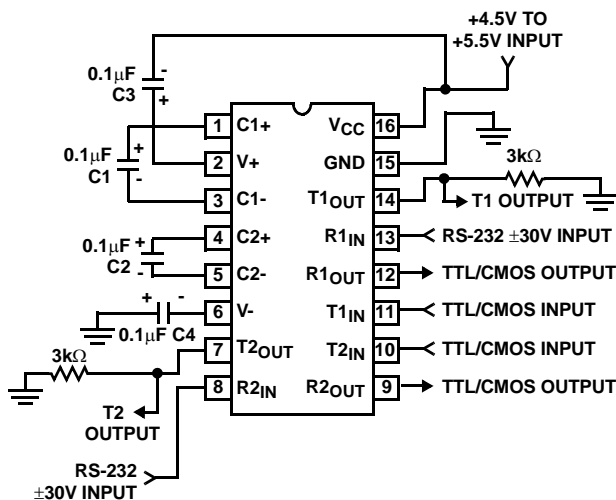 +4.5V TO
+5.5V INPUT
0.1μF
C3
-
+
0.1μF
C1
+
-
0.1μF
C2
+
-
+ -
0.1μF C4
3kΩ
T2
OUTPUT
RS-232
±30V INPUT
1 C1+
2 V+
3 C1-
4 C2+
5 C2-
6 V-
7 T2OUT
8 R2IN
VCC 16
GND 15
T1OUT 14
R1IN 13
R1OUT 12
T1IN 11
T2IN 10
R2OUT 9
3kΩ
T1 OUTPUT
RS-232 ±30V INPUT
TTL/CMOS OUTPUT
TTL/CMOS INPUT
TTL/CMOS INPUT
TTL/CMOS OUTPUT